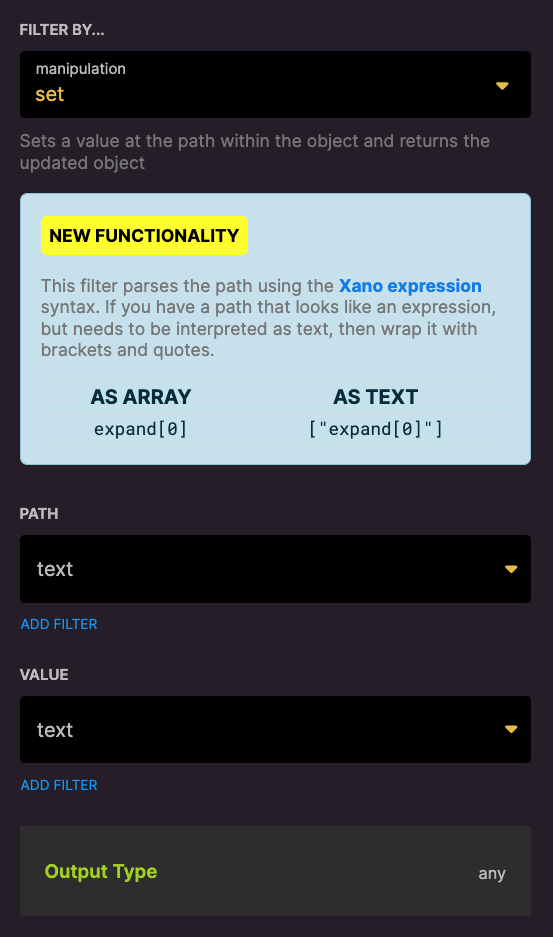 FILTER BY...
manipulation
set
Sets a value at the path within the object and returns the
updated object
NEW FUNCTIONALITY
This filter parses the path using the Xano expression
syntax. If you have a path that looks like an expression,
but needs to be interpreted as text, then wrap it with
brackets and quotes.
AS ARRAY AS TEXT
expand[0] ["expand[0]"]
PATH
text
ADD FILTER
VALUE
text
ADD FILTER
Output Type any